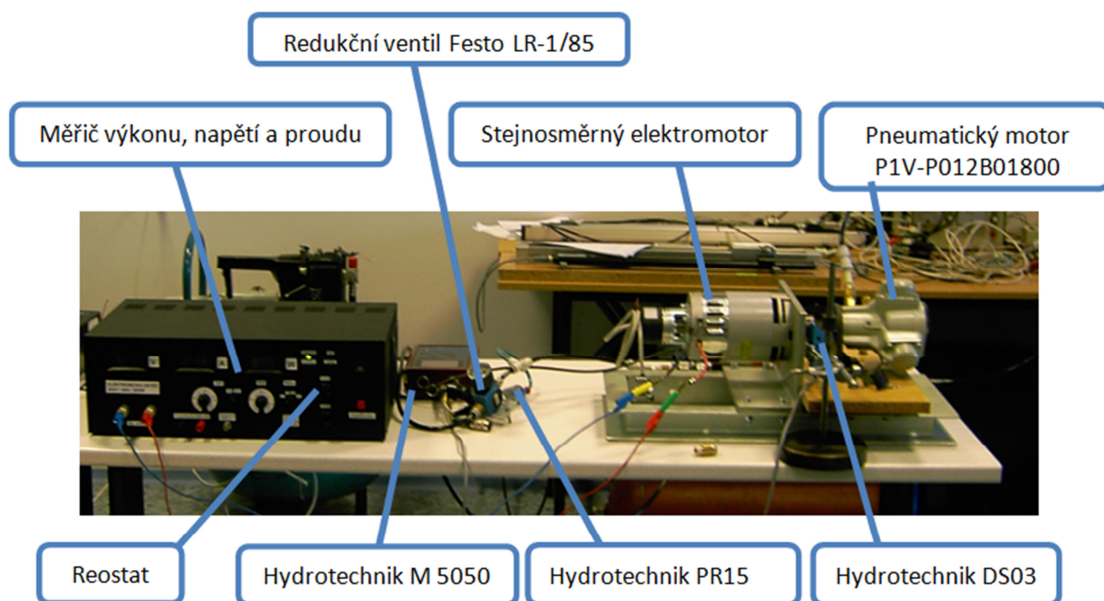 Redukční ventil Festo LR-1/85
Měřič výkonu, napětí a proudu
Stejnosměrný elektromotor
Pneumatický motor
P1V-P012B01800
V
A
W
Reostat
Hydrotechnik M 5050
Hydrotechnik PR15
Hydrotechnik DS03